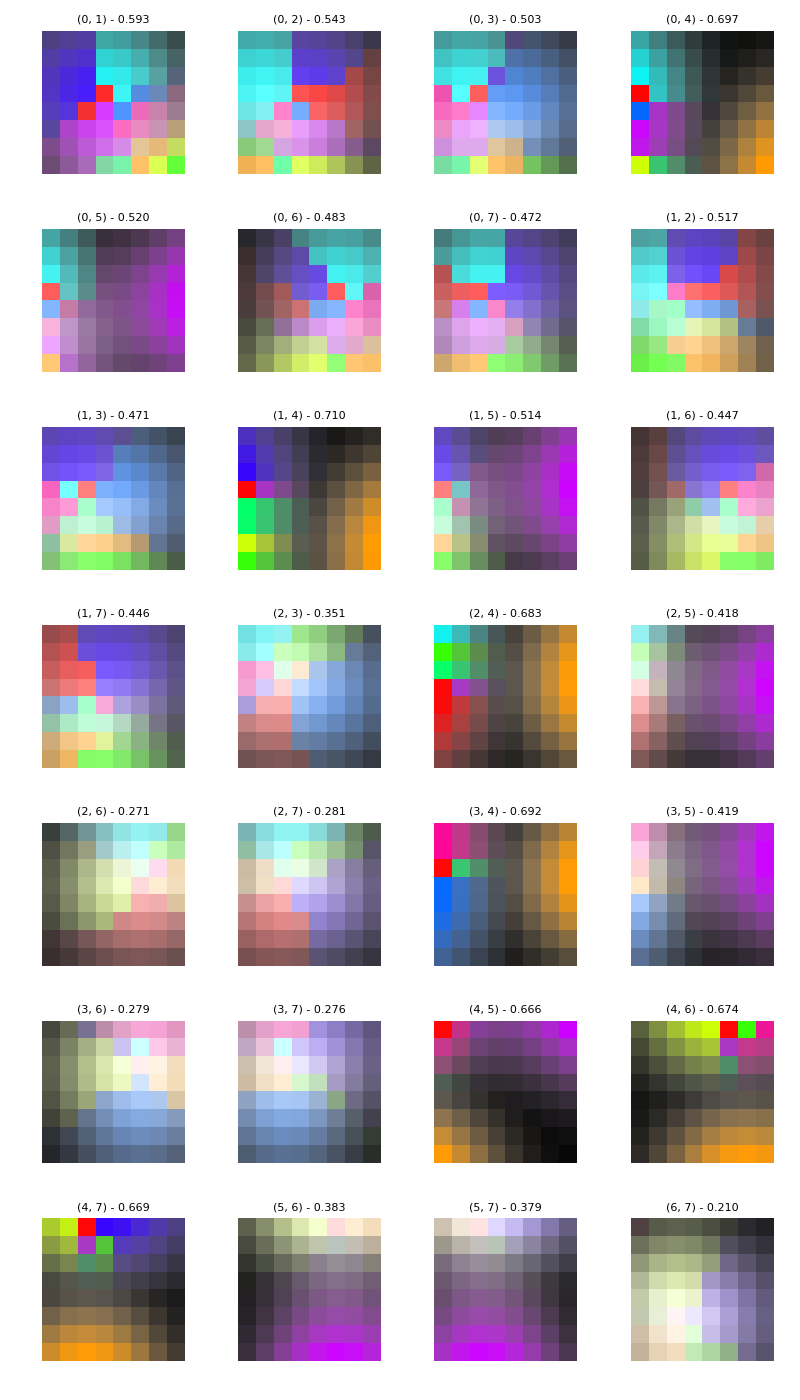 (0, 1) - 0.593 (0, 2) - 0.543 (0, 3) - 0.503 (0, 4) - 0.697
(0, 5) - 0.520 (0, 6) - 0.483 (0, 7) - 0.472 (1, 2) - 0.517
(1, 3) - 0.471 (1, 4) - 0.710 (1, 5) - 0.514 (1, 6) - 0.447
(1, 7) - 0.446 (2, 3) - 0.351 (2, 4) - 0.683 (2, 5) - 0.418
(2, 6) - 0.271 (2, 7) - 0.281 (3, 4) - 0.692 (3, 5) - 0.419
(3, 6) - 0.279 (3, 7) - 0.276 (4, 5) - 0.666 (4, 6) - 0.674
(4, 7) - 0.669 (5, 6) - 0.383 (5, 7) - 0.379 (6, 7) - 0.210